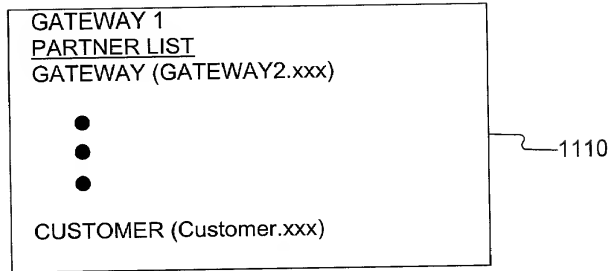 GATEWAY 1
PARTNER LIST
GATEWAY (GATEWAY2.xxx)
1110
CUSTOMER (Customer.xxx)